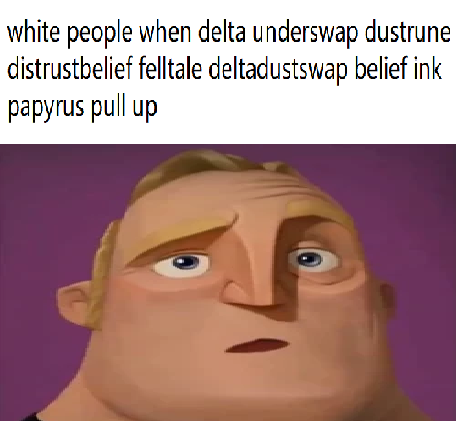 white people when delta underswap dustrune
distrustbelief felltale deltadustswap belief ink
papyrus pull up